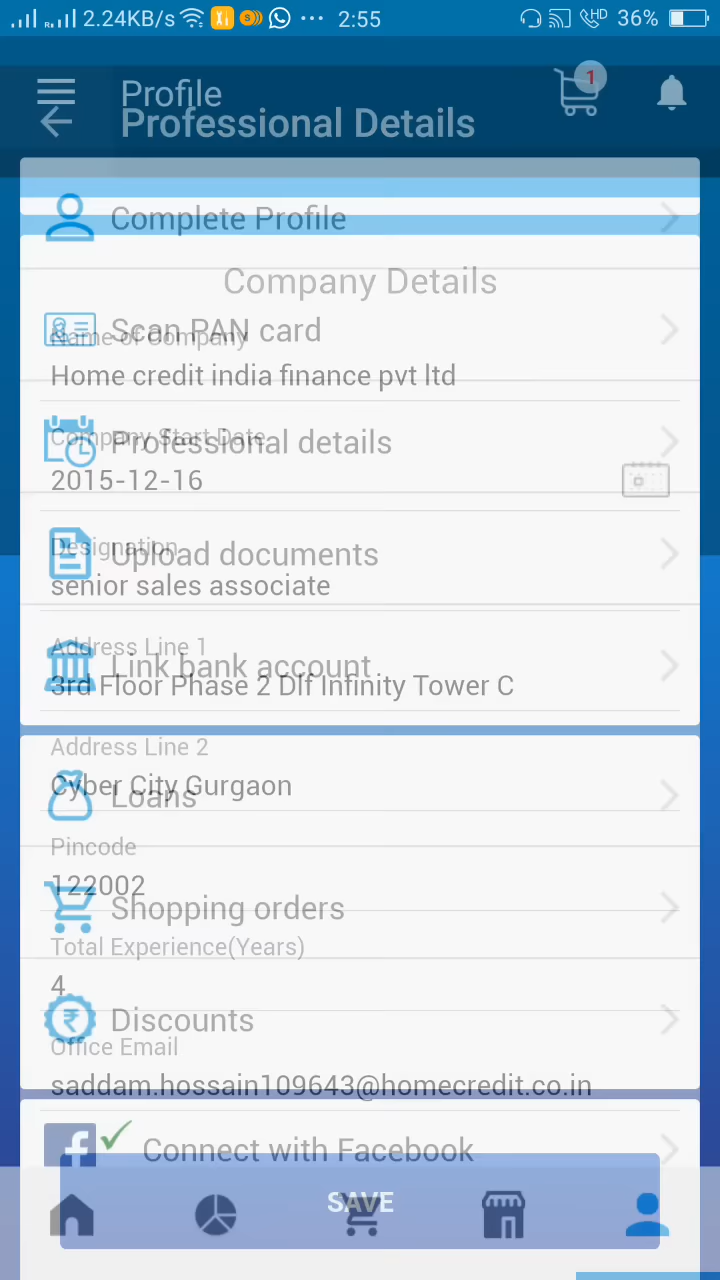 2.24KB/s
2:55
HD
36%
Profile
1
Professional Details
Complete Profile
Company Details
Scan PAN card
Name of Company
Home credit india finance pvt ltd
Company Start Date
Professional details
2015-12-16
Designation
Upload documents
senior sales associate
Address Line 1
Link bank account
3rd Floor Phase 2 Dlf Infinity Tower C
Address Line 2
Cyber City Gurgaon
Loans
Pincode
122002
Shopping orders
Total Experience(Years)
4
Discounts
Office Email
saddam.hossain109643@homecredit.co.in
Connect with Facebook
SAVE